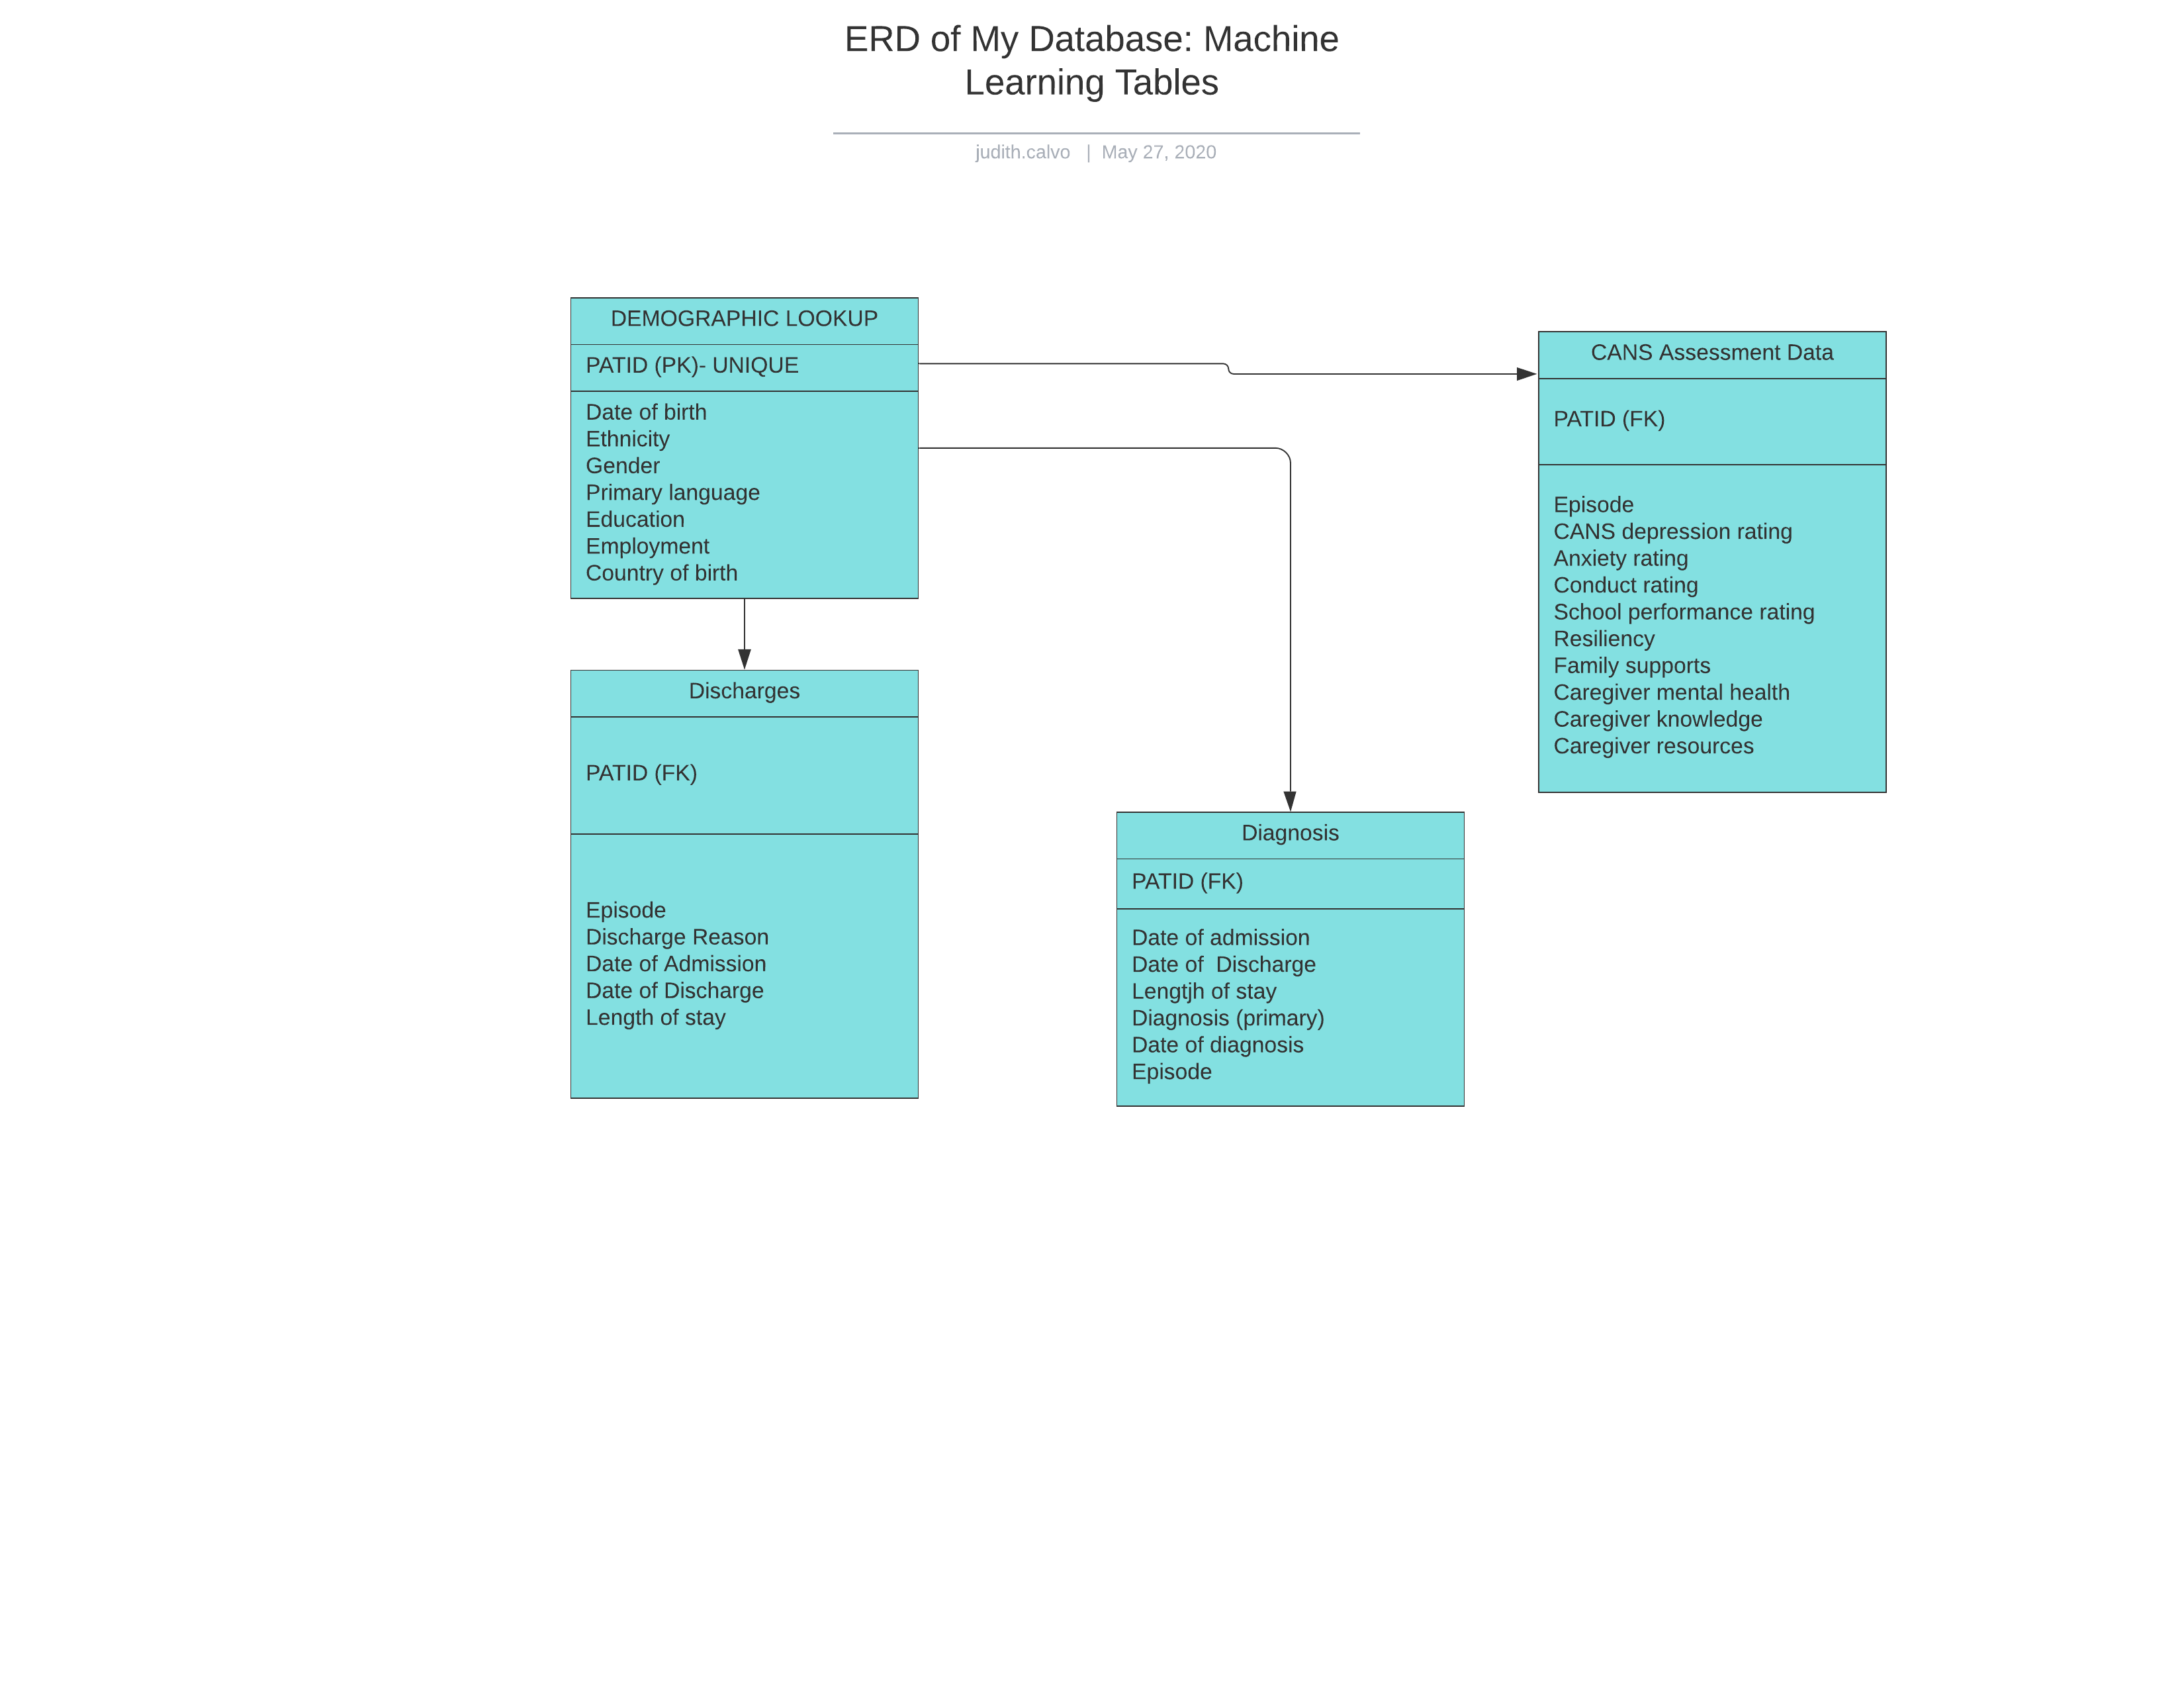 ERD of My Database: Machine
Learning Tables
judith.calvo | May 27, 2020
DEMOGRAPHIC LOOKUP
PATID (PK)- UNIQUE
Date of birth
Ethnicity
Gender
Primary language
Education
Employment
Country of birth
CANS Assessment Data
PATID (FK)
Episode
CANS depression rating
Anxiety rating
Conduct rating
School performance rating
Resiliency
Family supports
Caregiver mental health
Caregiver knowledge
Caregiver resources
Discharges
PATID (FK)
Episode
Discharge Reason
Date of Admission
Date of Discharge
Length of stay
Diagnosis
PATID (FK)
Date of admission
Date of  Discharge
Lengtjh of stay
Diagnosis (primary)
Date of diagnosis
Episode